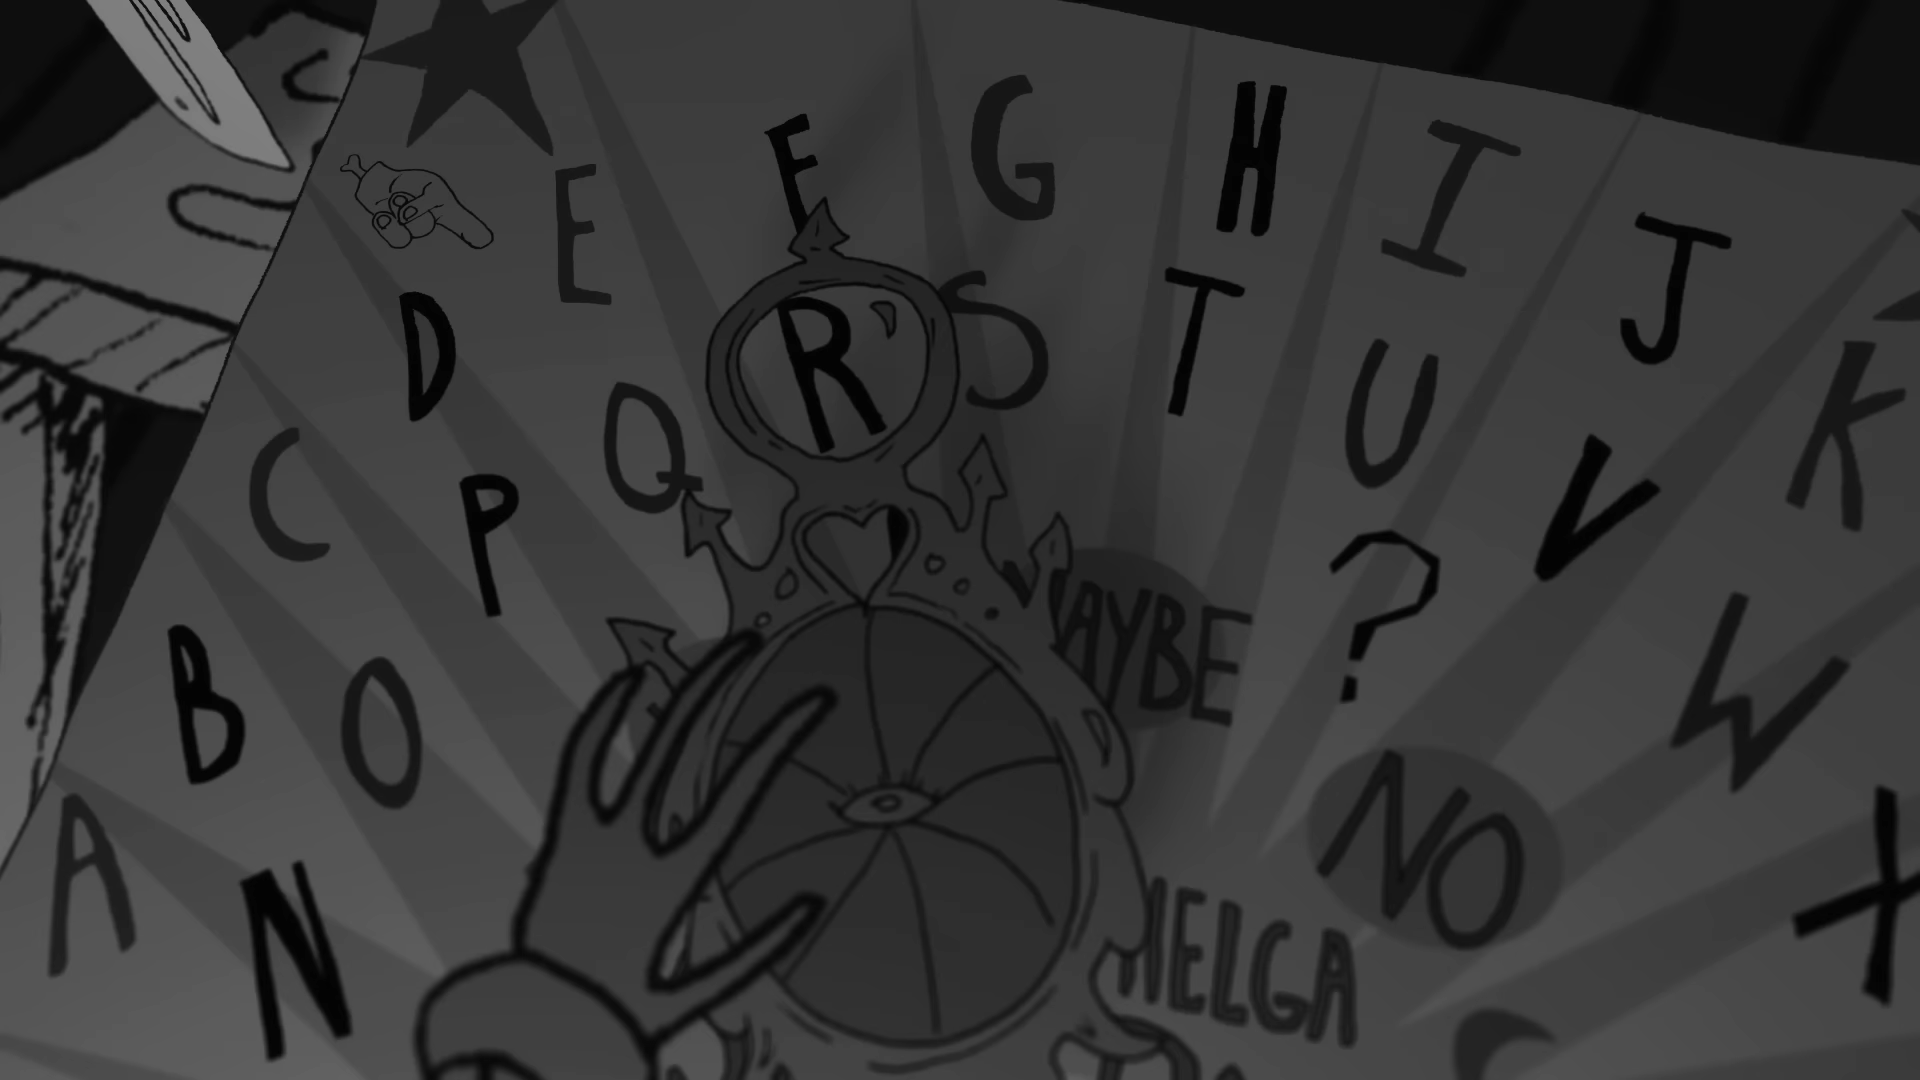 A B C D E F G H I J K
N O P Q R S T U V W X
AYBE ?
NO
HELGA